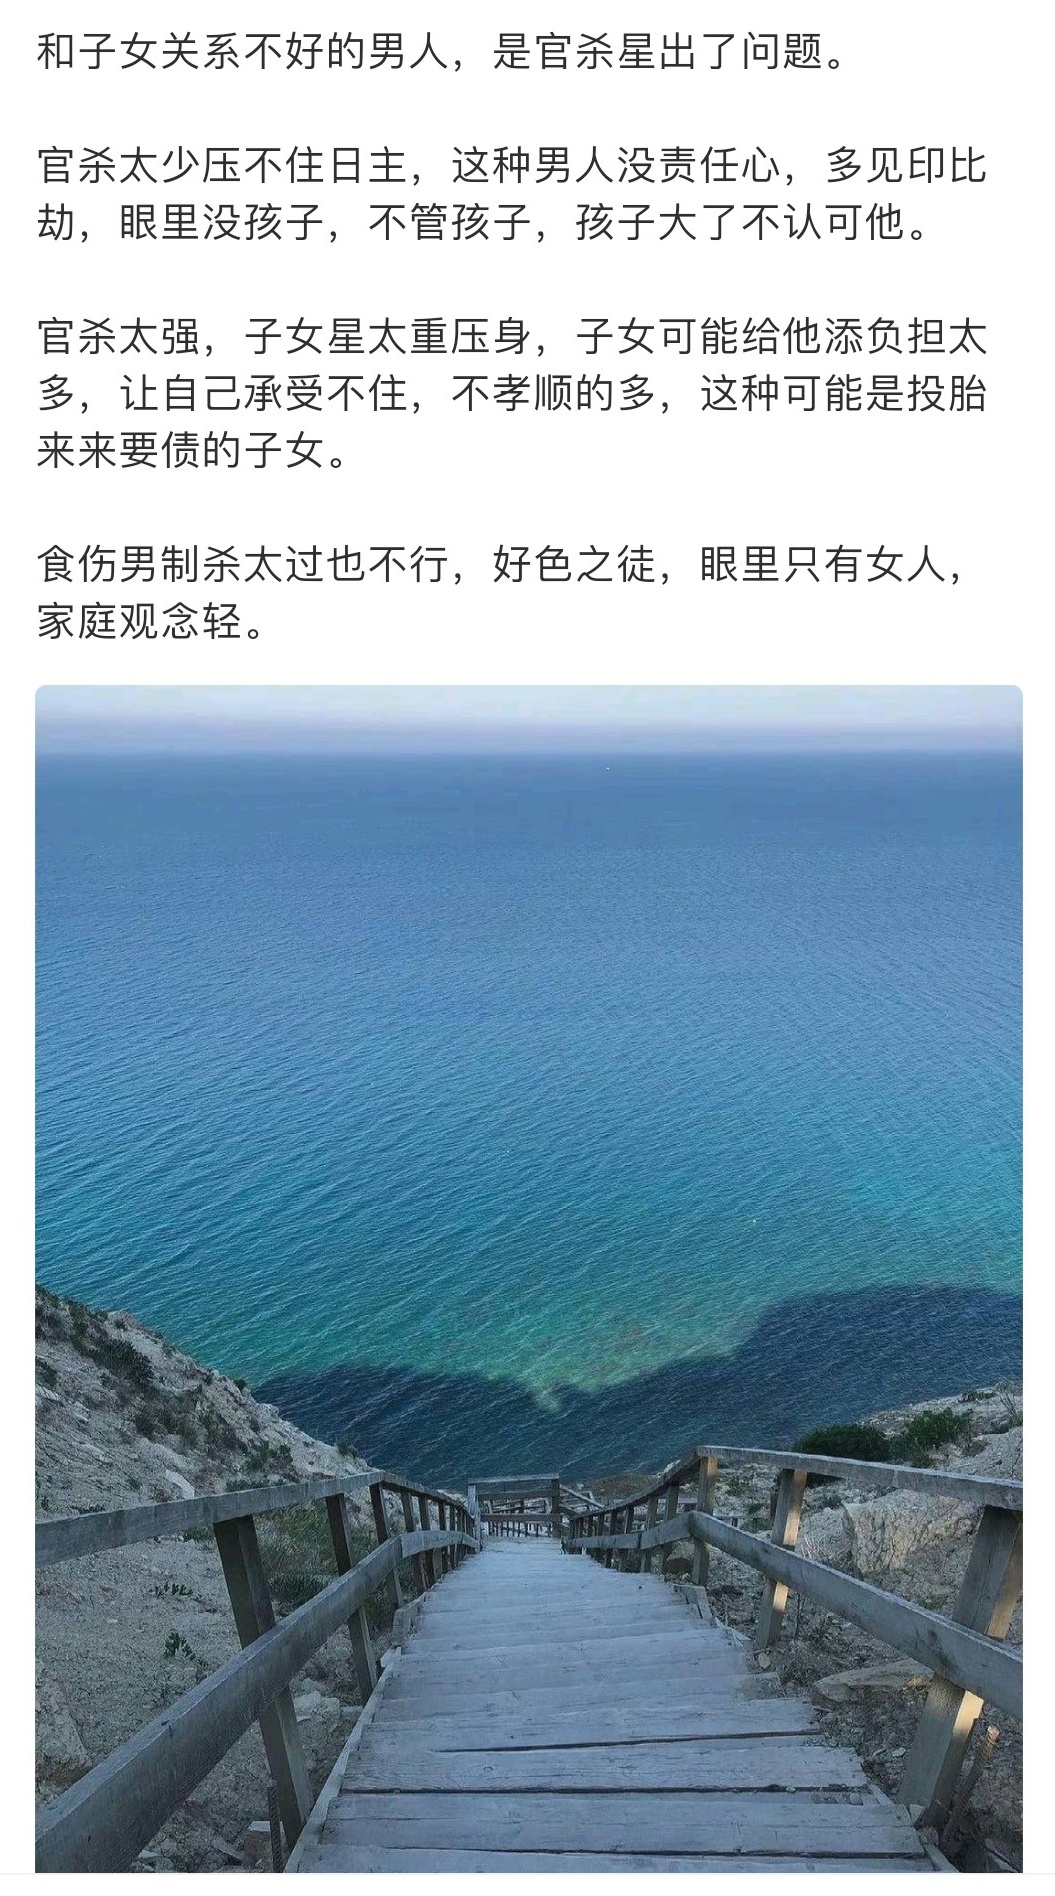 和子女关系不好的男人，是官杀星出了问题。
官杀太少压不住日主，这种男人没责任心，多见印比
劫，眼里没孩子，不管孩子，孩子大了不认可他。
官杀太强，子女星太重压身，子女可能给他添负担太
多，让自己承受不住，不孝顺的多，这种可能是投胎
来来要债的子女。
食伤男制杀太过也不行，好色之徒，眼里只有女人，
家庭观念轻。